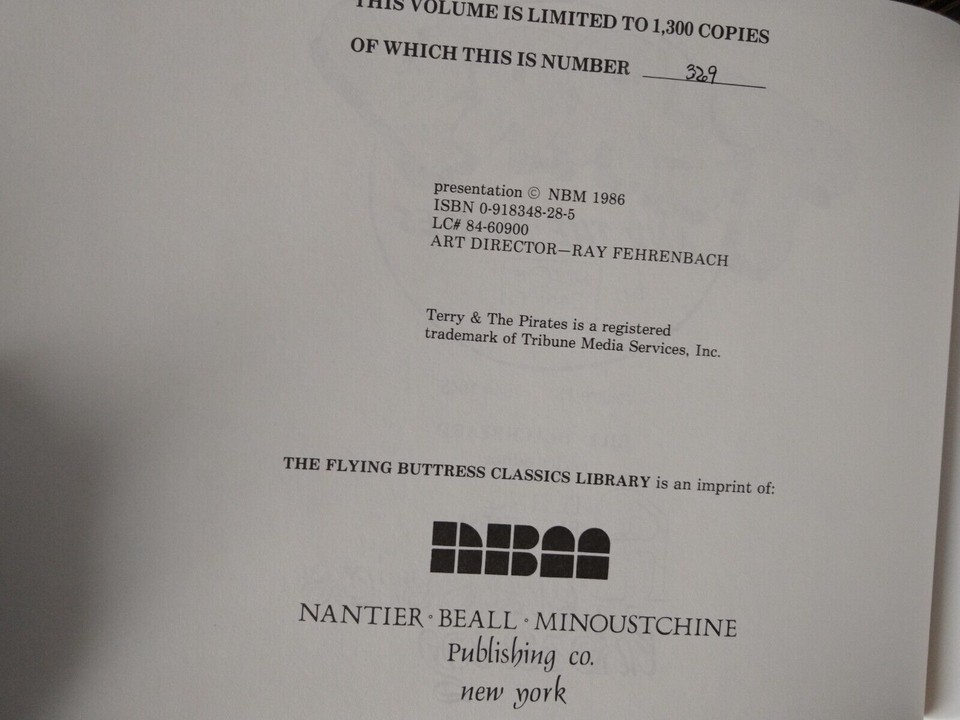 THIS VOLUME IS LIMITED TO 1,300 COPIES
OF WHICH THIS IS NUMBER 329
presentation © NBM 1986
ISBN 0-918348-28-5
LC# 84-60900
ART DIRECTOR—RAY FEHRENBACH
Terry & The Pirates is a registered
trademark of Tribune Media Services, Inc.
THE FLYING BUTTRESS CLASSICS LIBRARY is an imprint of:
NBM
NANTIER · BEALL · MINOUSTCHINE
Publishing co.
new york